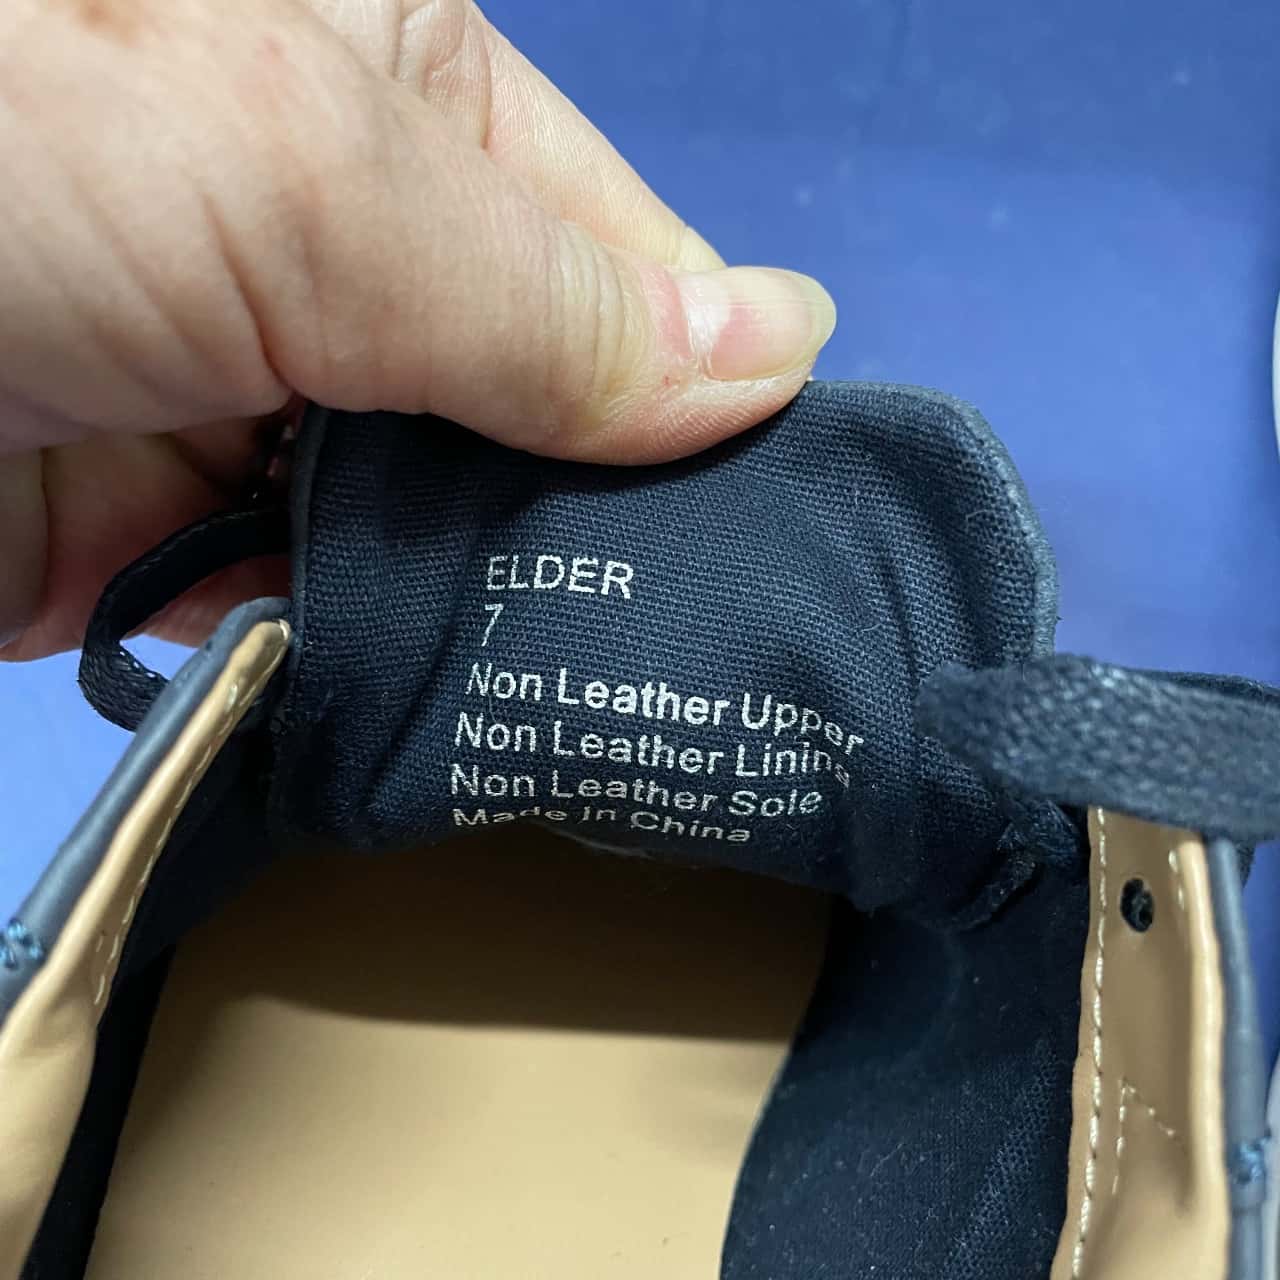 ELDER
7
Non Leather Upper
Non Leather Lining
Non Leather Sole
Made In China